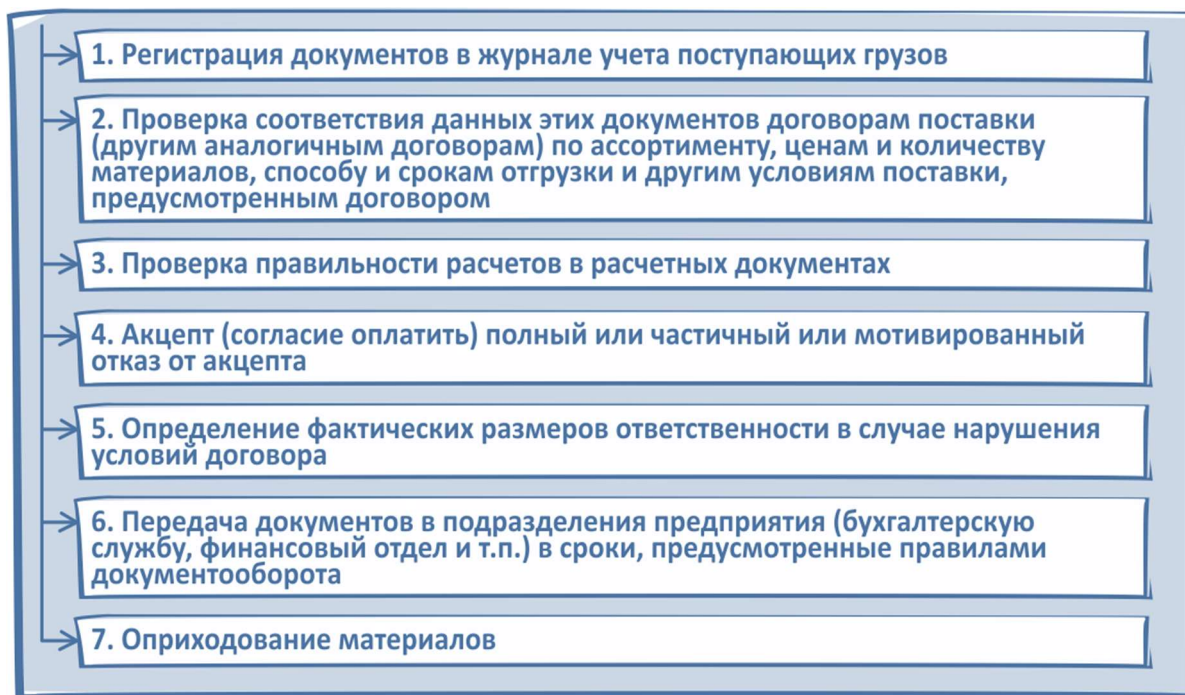 1. Регистрация документов в журнале учета поступающих грузов
2. Проверка соответствия данных этих документов договорам поставки
(другим аналогичным договорам) по ассортименту, ценам и количеству
материалов, способу и срокам отгрузки и другим условиям поставки,
предусмотренным договором
3. Проверка правильности расчетов в расчетных документах
4. Акцепт (согласие оплатить) полный или частичный или мотивированный
отказ от акцепта
5. Определение фактических размеров ответственности в случае нарушения
условий договора
6. Передача документов в подразделения предприятия (бухгалтерскую
службу, финансовый отдел и т.п.) в сроки, предусмотренные правилами
документооборота
7. Оприходование материалов